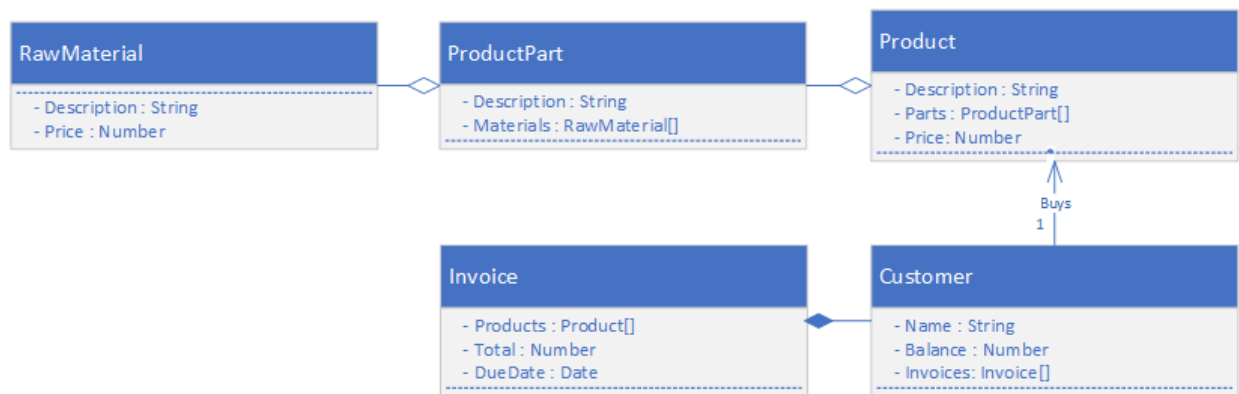 RawMaterial
- Description : String
- Price : Number
ProductPart
- Description : String
- Materials : RawMaterial[]
Product
- Description : String
- Parts : ProductPart[]
- Price: Number
Buys
1
Invoice
- Products : Product[]
- Total : Number
- DueDate : Date
Customer
- Name : String
- Balance : Number
- Invoices: Invoice[]